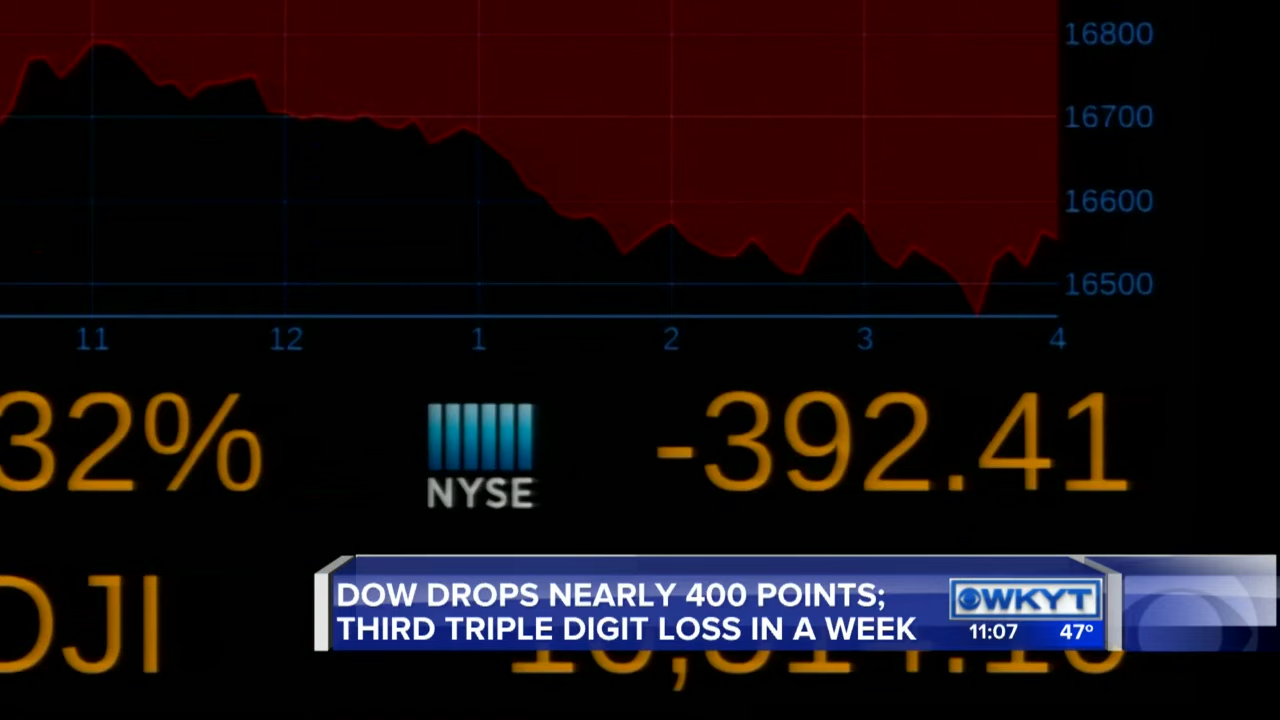 16800
16700
16600
16500
11 12 1 2 3 4
32% NYSE -392.41
DJI
DOW DROPS NEARLY 400 POINTS;
THIRD TRIPLE DIGIT LOSS IN A WEEK
WKYT
11:07 47°